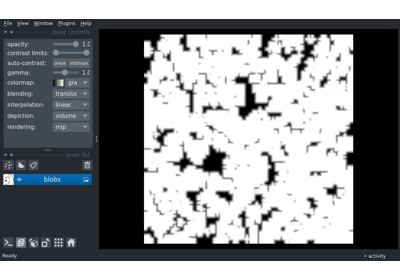 File View Window Plugins Help
layer controls
opacity: 1.0
contrast limits:
auto-contrast: once
gamma: 1.0
colormap: gra
blending: translu
interpolation: linear
depiction: volume
rendering: mip
layer list
blobs
Ready
activity